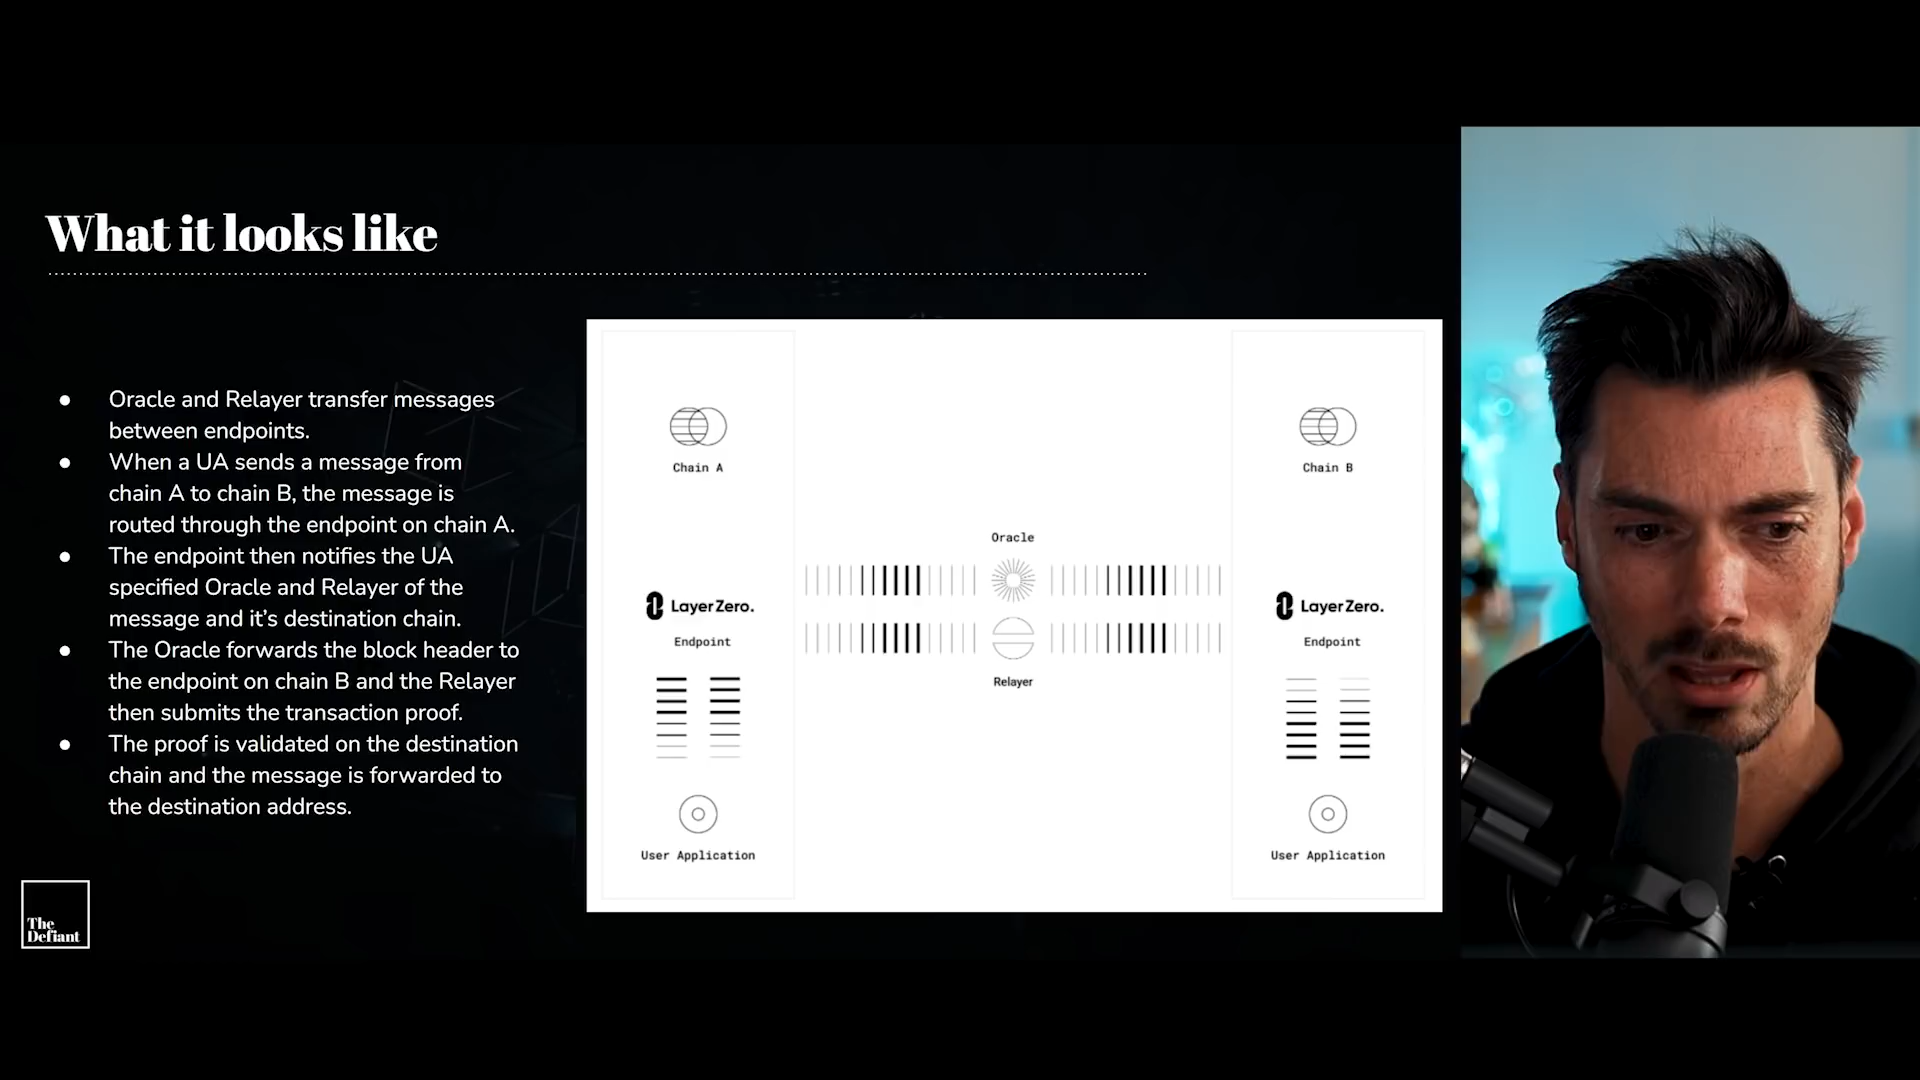 What it looks like
● Oracle and Relayer transfer messages
between endpoints.
● When a UA sends a message from
chain A to chain B, the message is
routed through the endpoint on chain A.
● The endpoint then notifies the UA
specified Oracle and Relayer of the
message and it's destination chain.
● The Oracle forwards the block header to
the endpoint on chain B and the Relayer
then submits the transaction proof.
● The proof is validated on the destination
chain and the message is forwarded to
the destination address.
The
Defiant
Chain A
LayerZero.
Endpoint
User Application
Oracle
Relayer
Chain B
LayerZero.
Endpoint
User Application